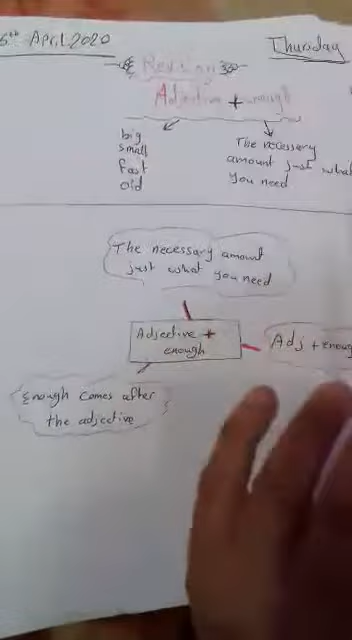 April 2020
Thursday
Revision
Adjective + enough
big
small
fast
old
The necessary
amount just what
you need
The necessary amount
just what you need
Adjective +
enough
Adj + enough
Enough comes after
the adjective